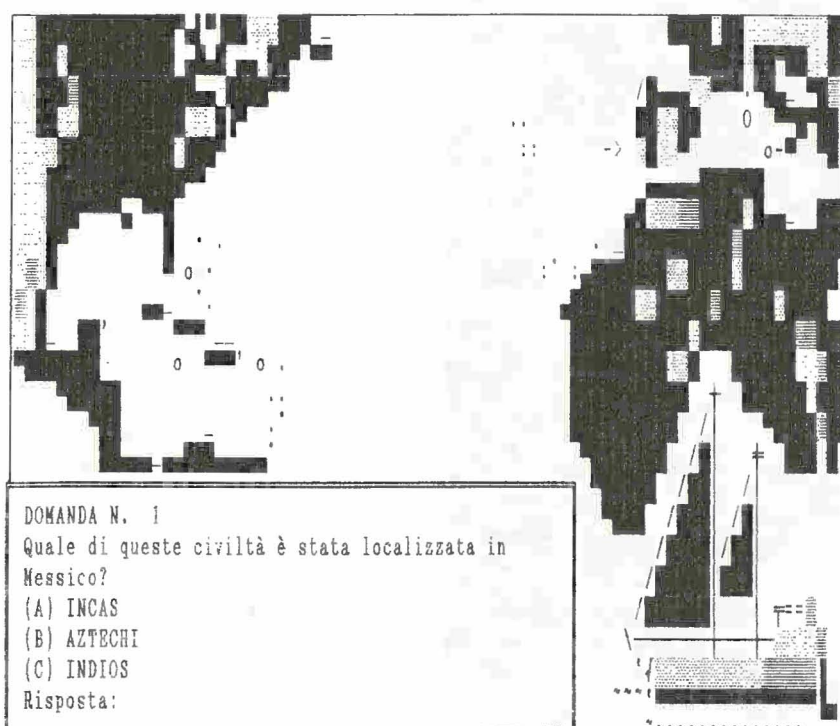 DOMANDA N. 1
Quale di queste civiltà è stata localizzata in
Messico?
(A) INCAS
(B) AZTECHI
(C) INDIOS
Risposta: